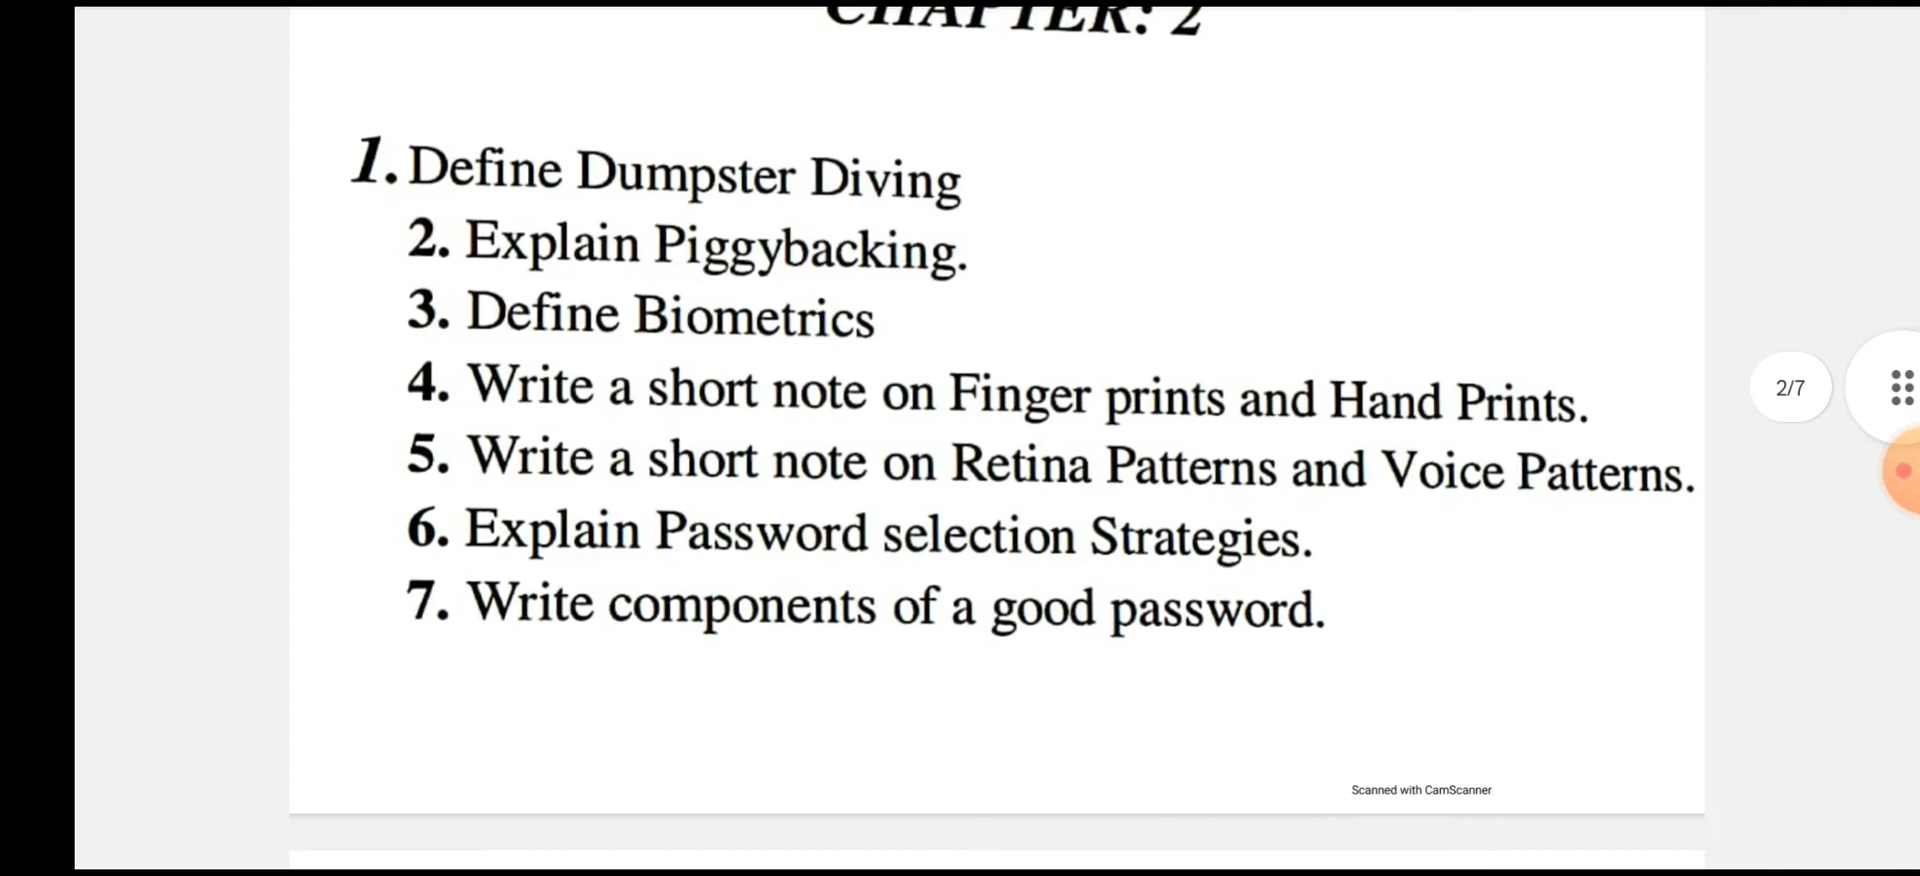 CHAPTER: 2
1. Define Dumpster Diving
2. Explain Piggybacking.
3. Define Biometrics
4. Write a short note on Finger prints and Hand Prints.
5. Write a short note on Retina Patterns and Voice Patterns.
2/7
6. Explain Password selection Strategies.
7. Write components of a good password.
Scanned with CamScanner